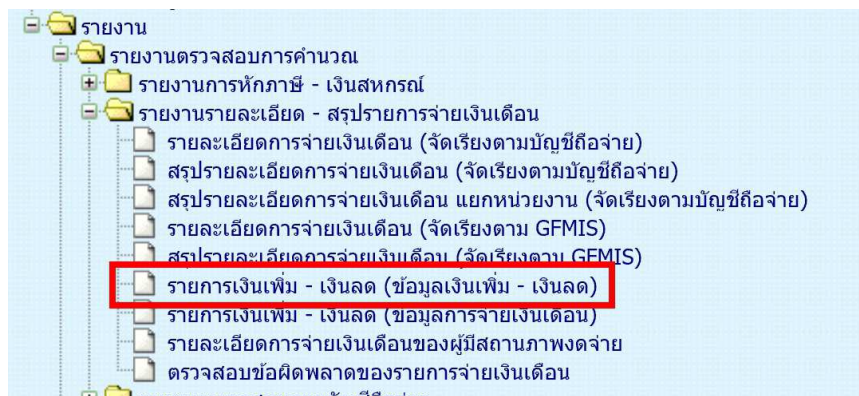 รายงาน
รายงานตรวจสอบการคำนวณ
รายงานการหักภาษี - เงินสหกรณ์
รายงานรายละเอียด - สรุปรายการจ่ายเงินเดือน
รายละเอียดการจ่ายเงินเดือน (จัดเรียงตามบัญชีถือจ่าย)
สรุปรายละเอียดการจ่ายเงินเดือน (จัดเรียงตามบัญชีถือจ่าย)
สรุปรายละเอียดการจ่ายเงินเดือน แยกหน่วยงาน (จัดเรียงตามบัญชีถือจ่าย)
รายละเอียดการจ่ายเงินเดือน (จัดเรียงตาม GFMIS)
สรุปรายละเอียดการจ่ายเงินเดือน (จัดเรียงตาม GFMIS)
รายการเงินเพิ่ม - เงินลด (ข้อมูลเงินเพิ่ม - เงินลด)
รายการเงินเพิ่ม - เงินลด (ข้อมูลการจ่ายเงินเดือน)
รายละเอียดการจ่ายเงินเดือนของผู้มีสถานภาพงดจ่าย
ตรวจสอบข้อผิดพลาดของรายการจ่ายเงินเดือน